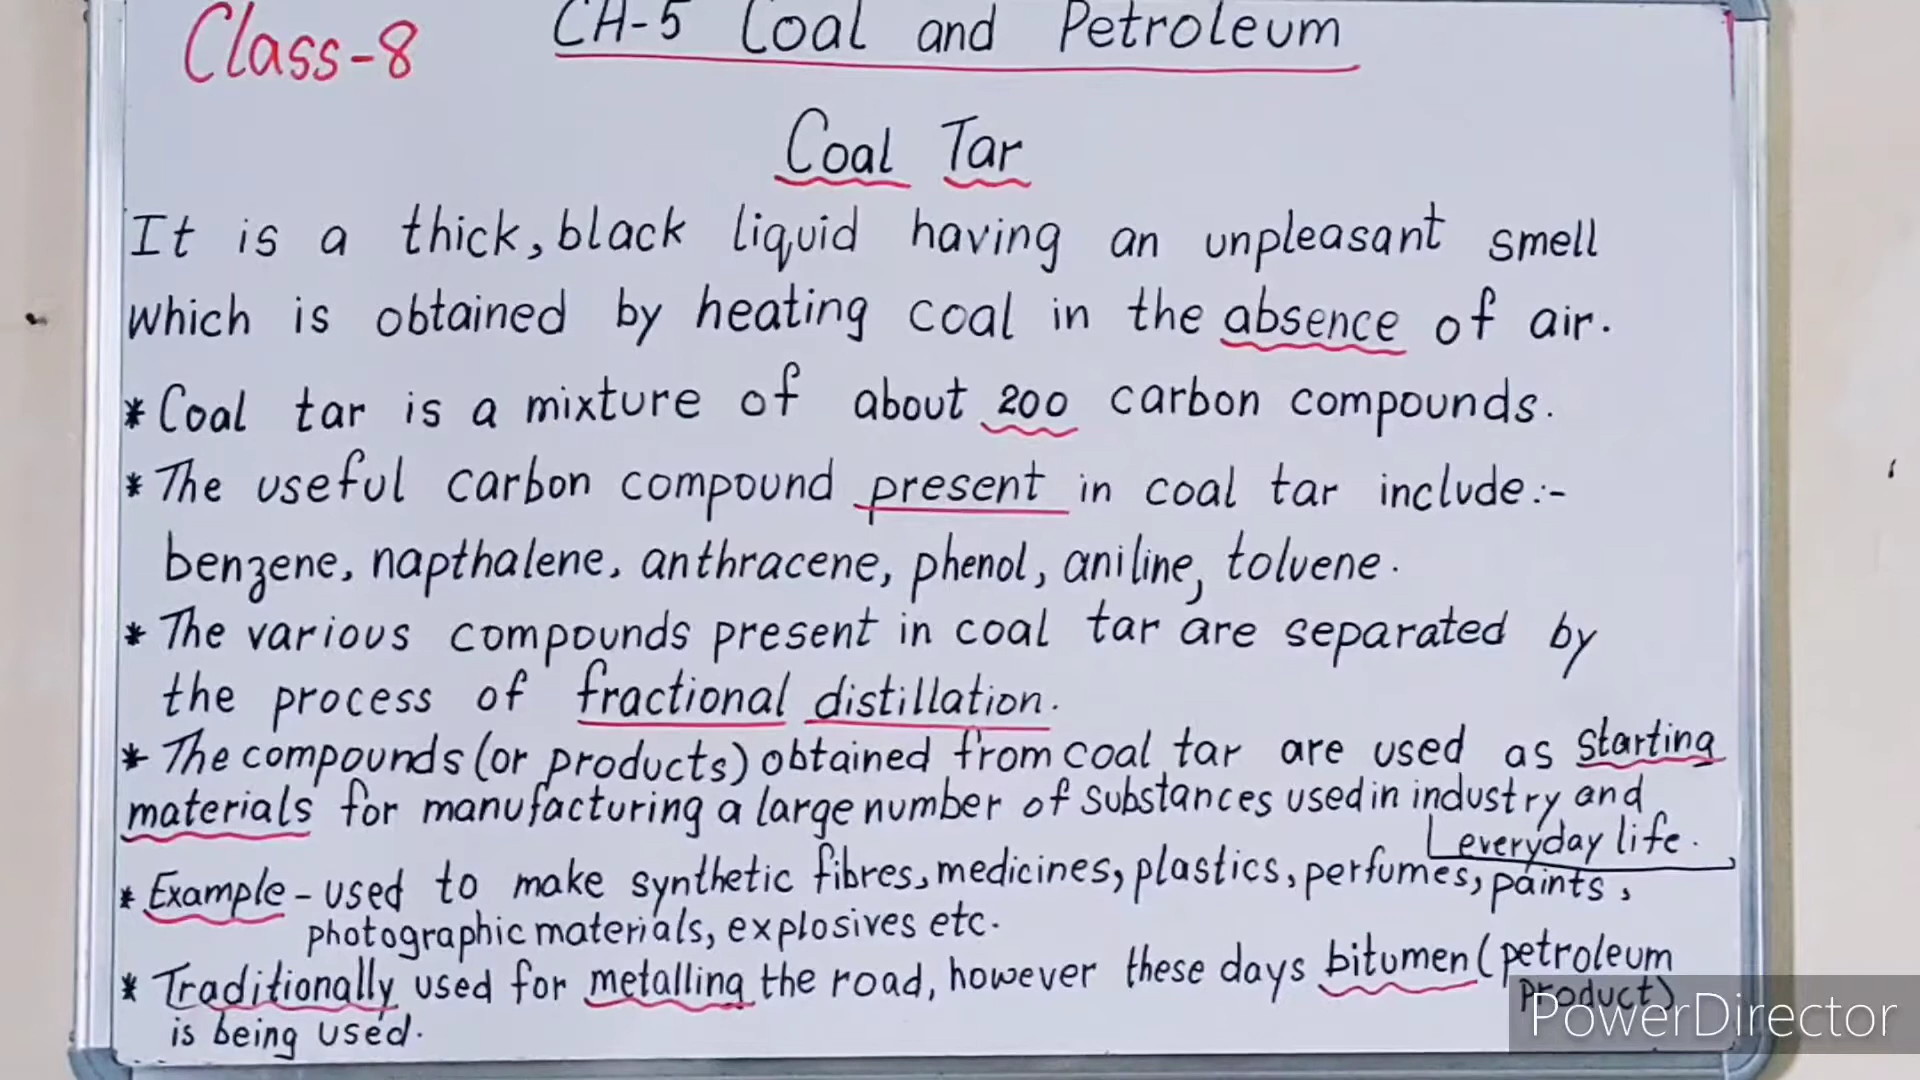 Class-8
CH-5 Coal and Petroleum
Coal Tar
It is a thick, black liquid having an unpleasant smell
which is obtained by heating coal in the absence of air.
* Coal tar is a mixture of about 200 carbon compounds.
* The useful carbon compound present in coal tar include:-
benzene, napthalene, anthracene, phenol, aniline, toluene.
* The various compounds present in coal tar are separated by
the process of fractional distillation.
* The compounds (or products) obtained from coal tar are used as starting
materials for manufacturing a large number of substances used in industry and
everyday life.
* Example - used to make synthetic fibres, medicines, plastics, perfumes, paints,
photographic materials, explosives etc.
* Traditionally used for metalling the road, however these days bitumen (petroleum
product)
is being used.
PowerDirector